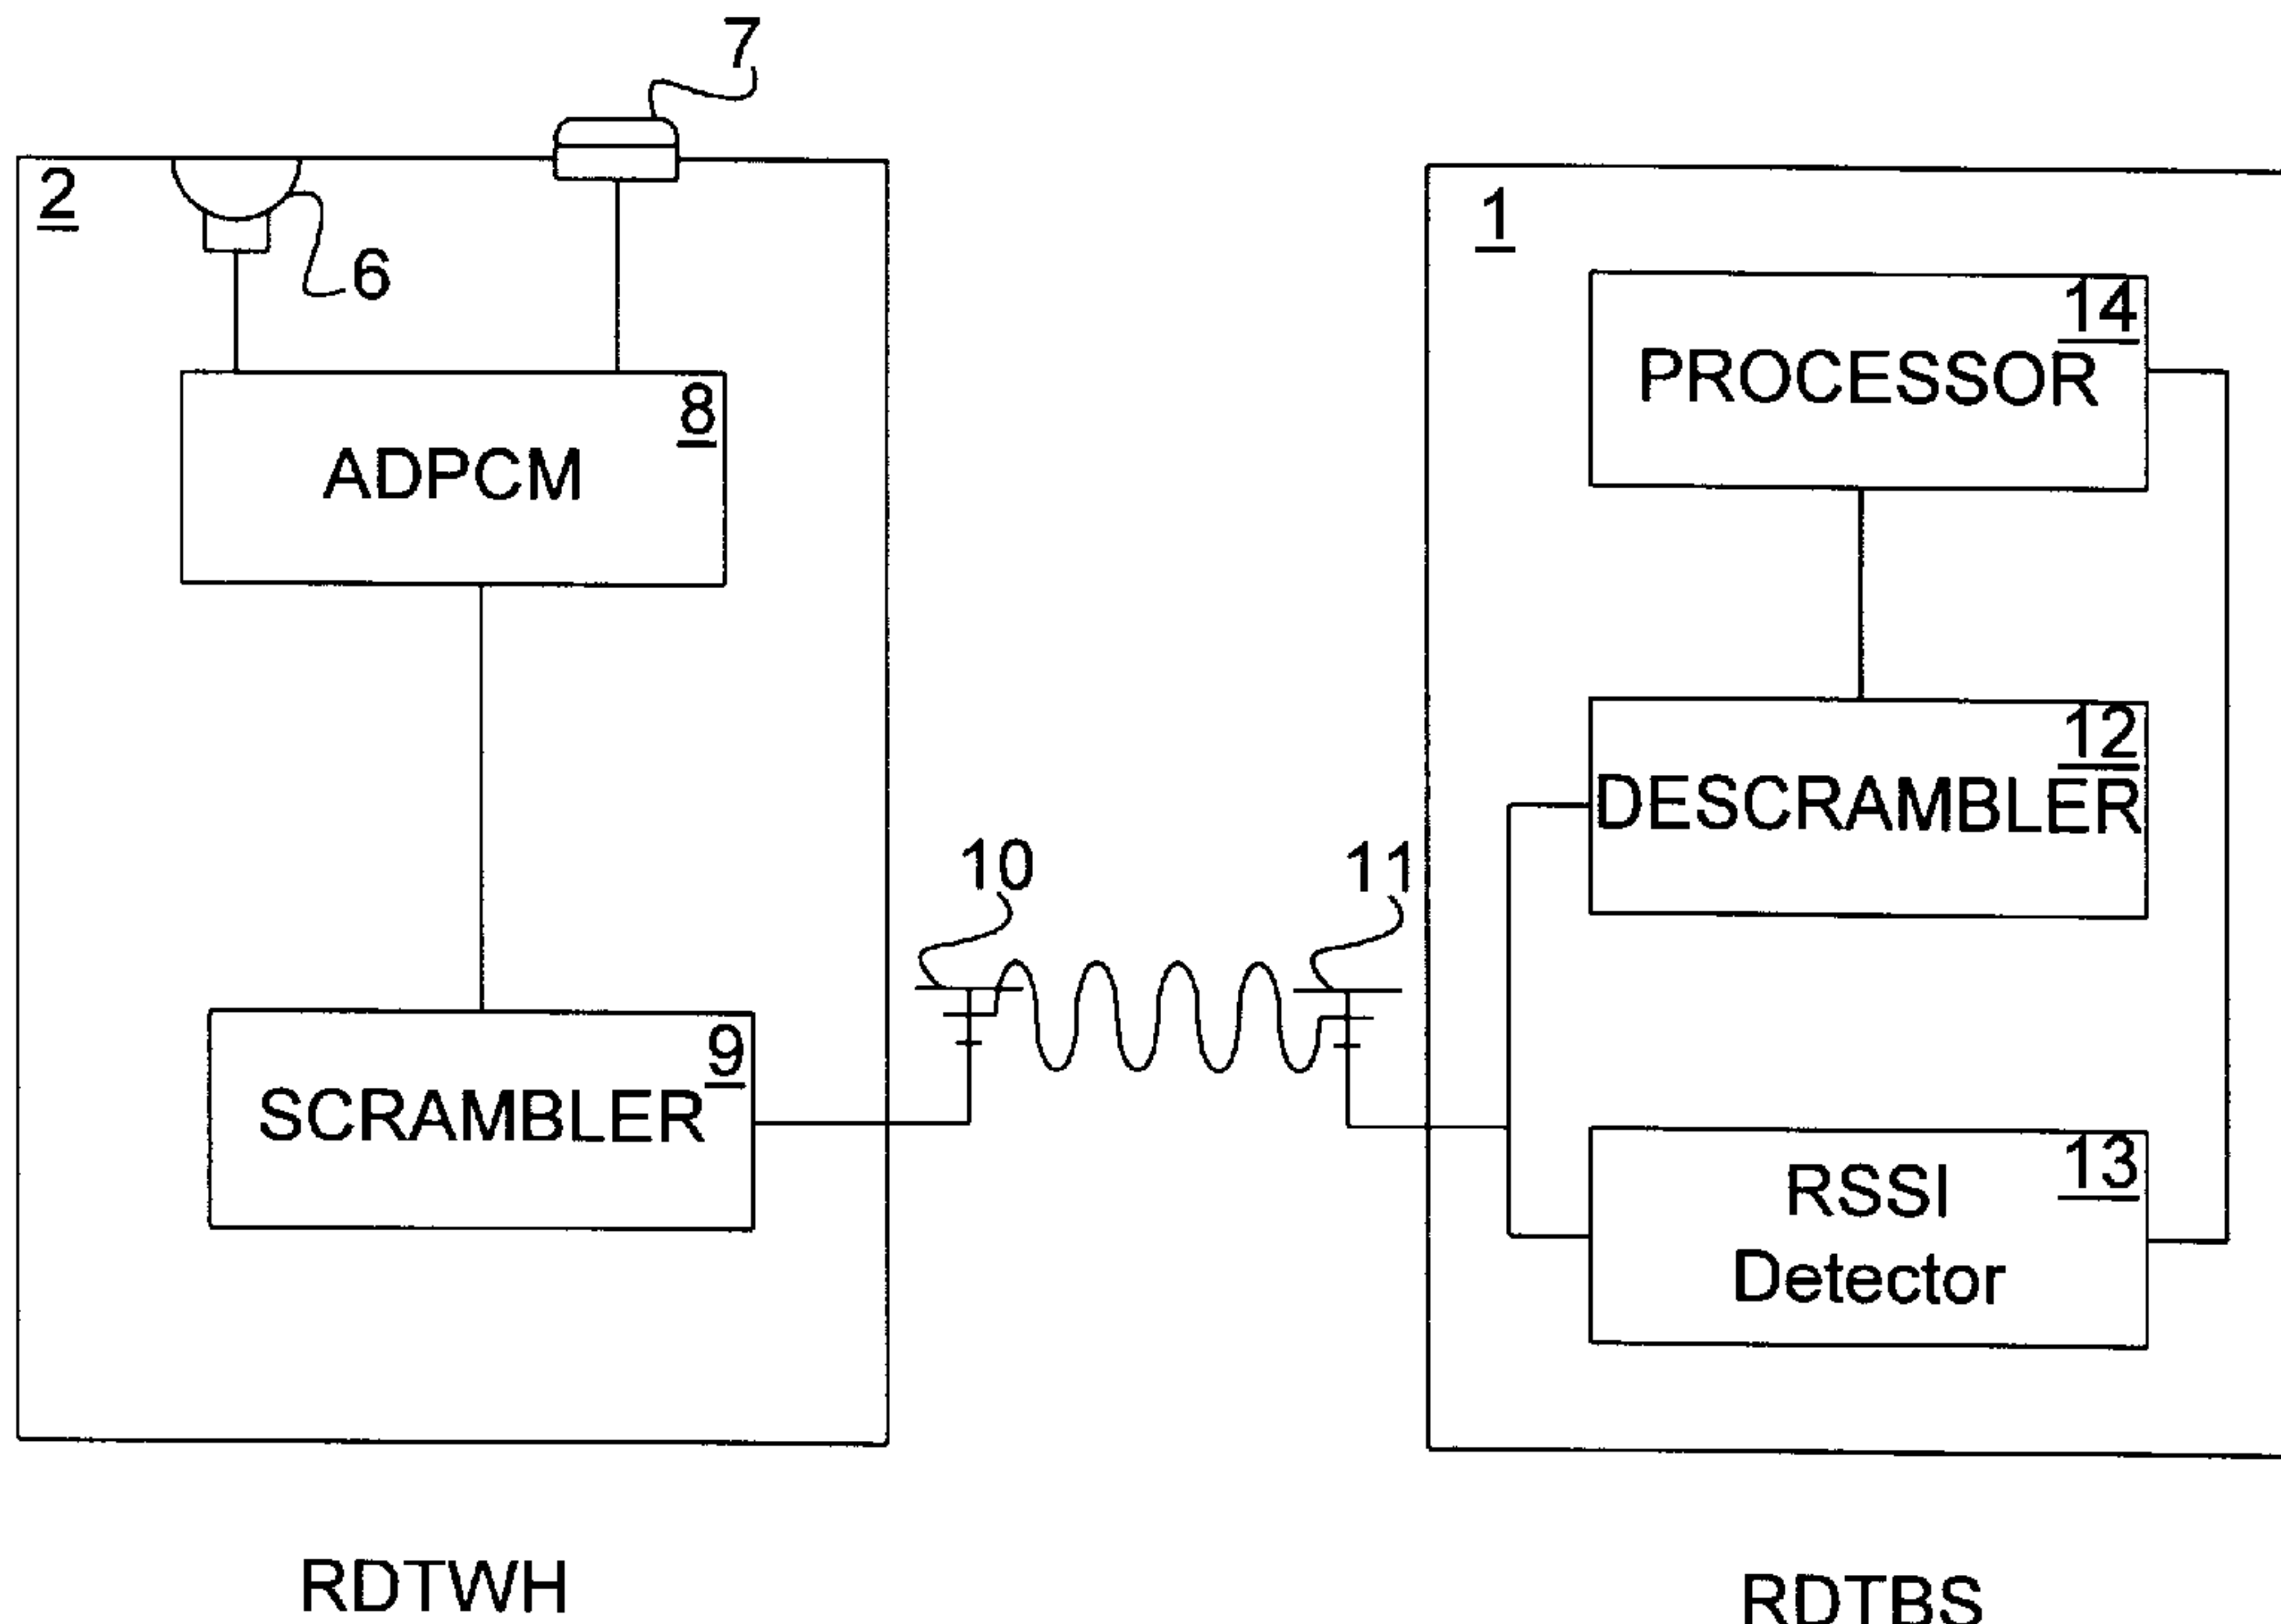 7
2
6
8
ADPCM
10
9
SCRAMBLER
RDTWH
1
14
PROCESSOR
12
DESCRAMBLER
11
13
RSSI
Detector
RDTBS